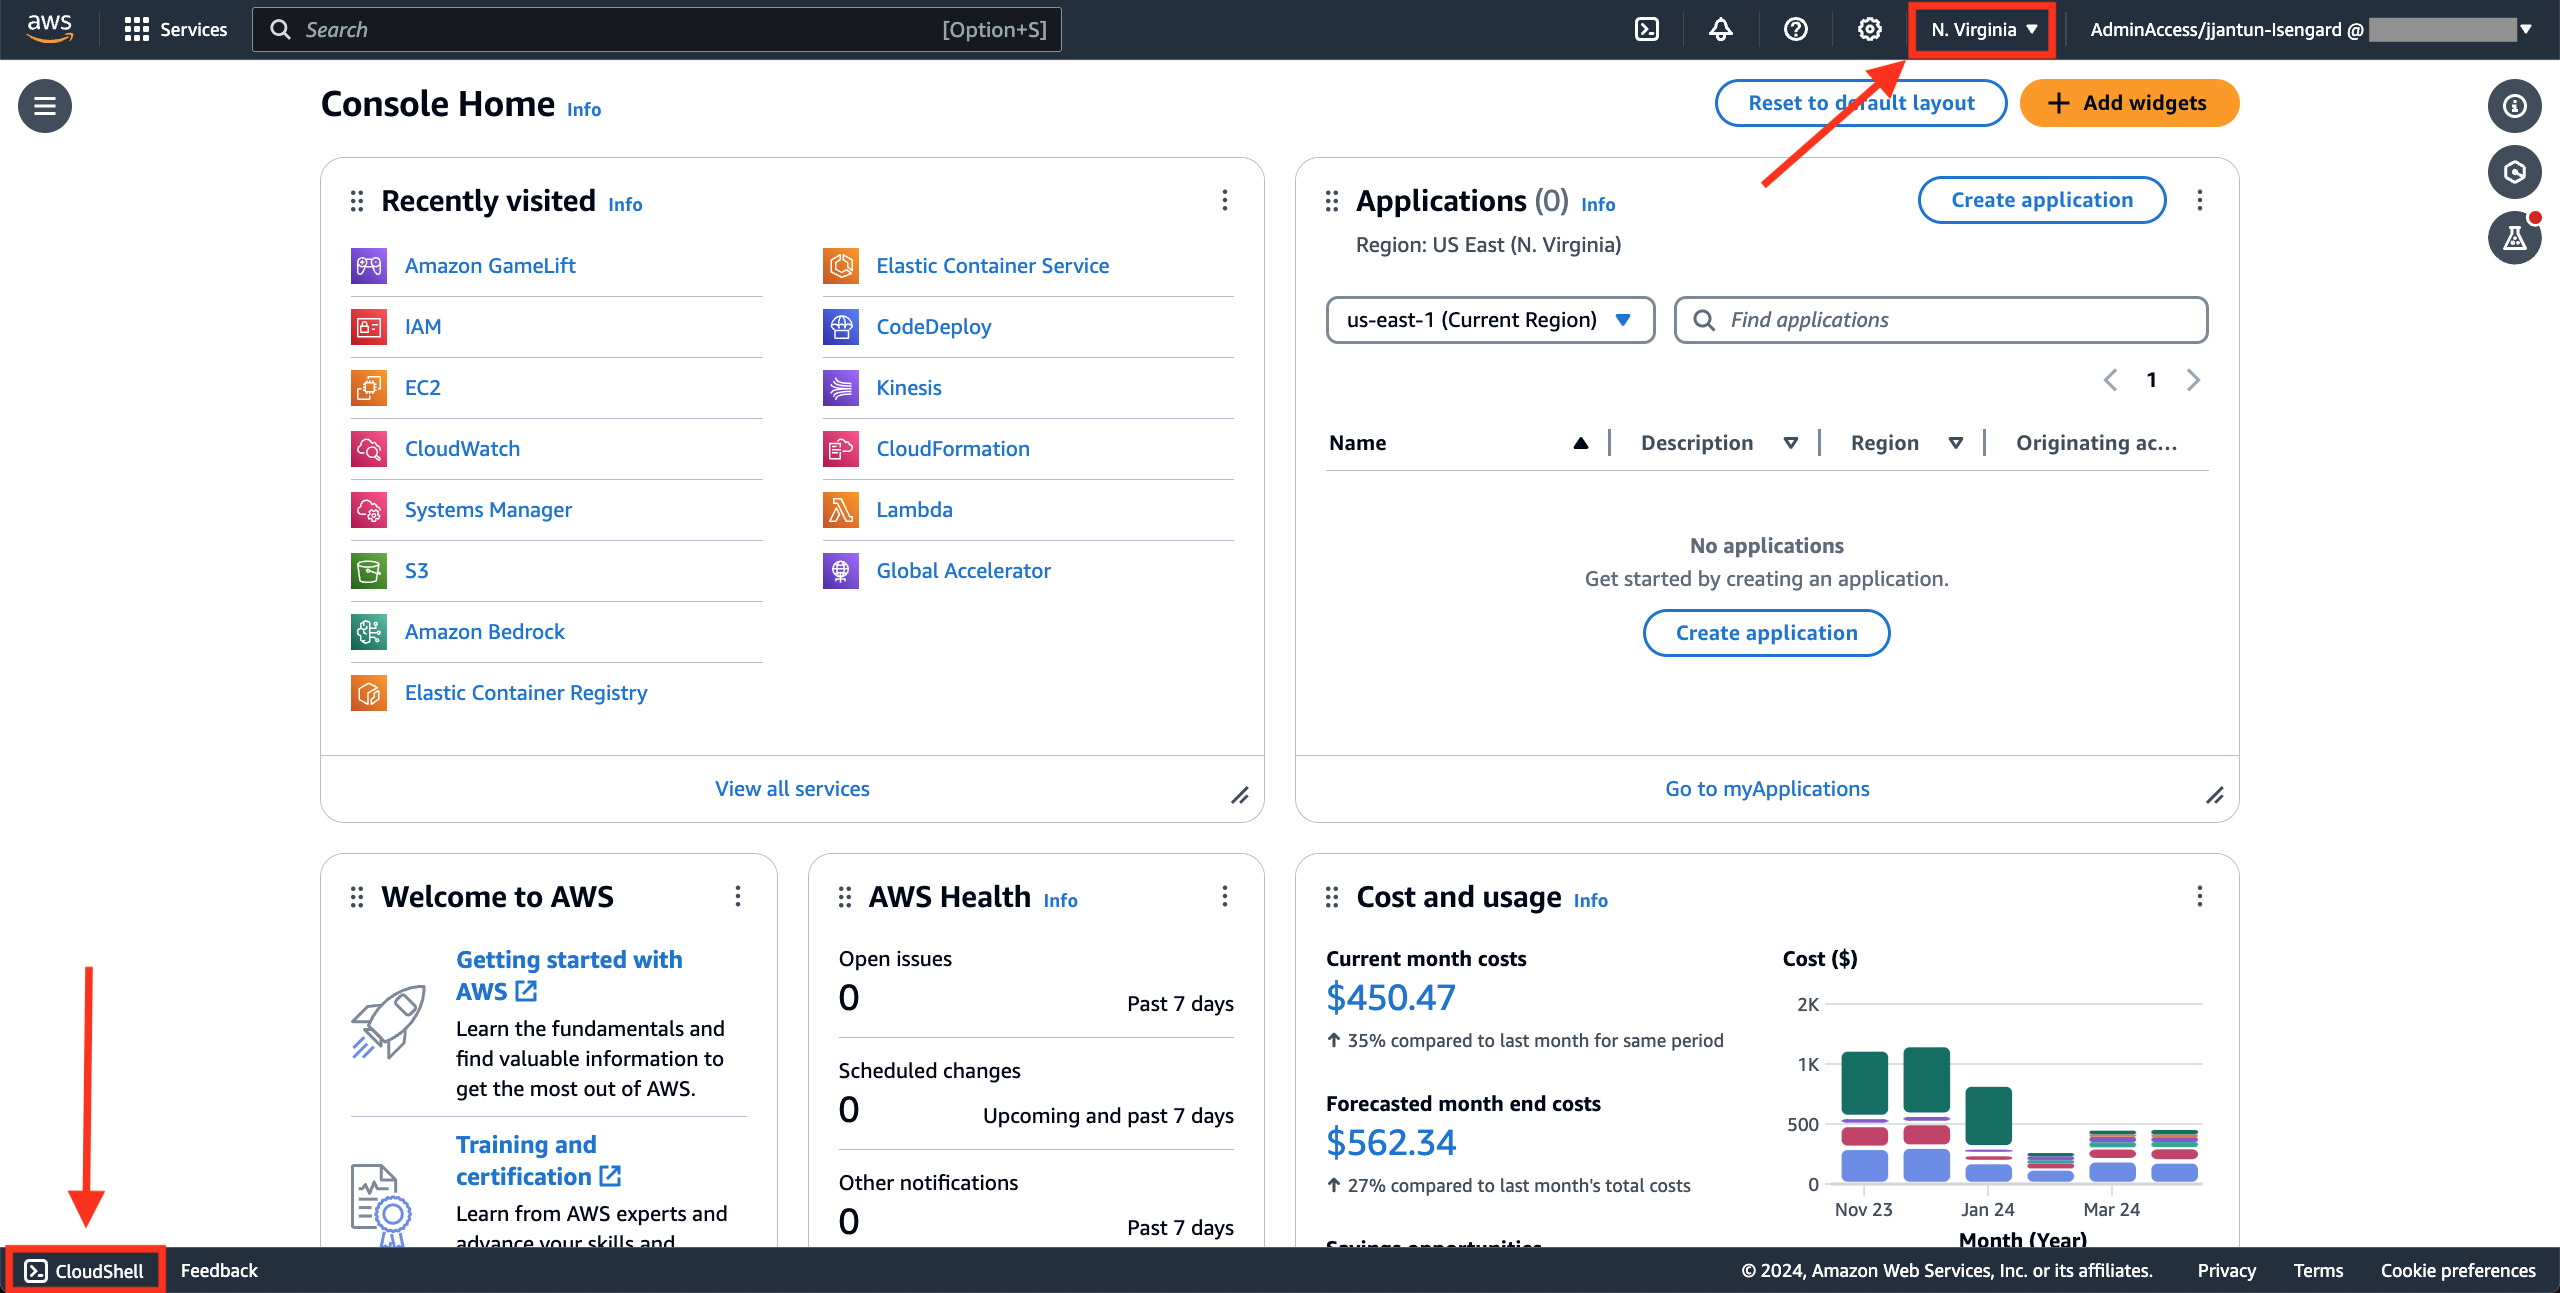 aws
Services
Search [Option+S]
N. Virginia
AdminAccess/jjantun-Isengard @
Console Home Info
Reset to default layout
Add widgets
Recently visited Info
Amazon GameLift
IAM
EC2
CloudWatch
Systems Manager
S3
Amazon Bedrock
Elastic Container Registry
Elastic Container Service
CodeDeploy
Kinesis
CloudFormation
Lambda
Global Accelerator
View all services
Applications (0) Info
Create application
Region: US East (N. Virginia)
us-east-1 (Current Region)
Find applications
1
Name Description Region Originating ac...
No applications
Get started by creating an application.
Create application
Go to myApplications
Welcome to AWS
Getting started with
AWS
Learn the fundamentals and
find valuable information to
get the most out of AWS.
Training and
certification
Learn from AWS experts and
advance your skills and
AWS Health Info
Open issues
0 Past 7 days
Scheduled changes
0 Upcoming and past 7 days
Other notifications
0 Past 7 days
Cost and usage Info
Current month costs
$450.47
35% compared to last month for same period
Forecasted month end costs
$562.34
27% compared to last month's total costs
Savings opportunities
Cost ($)
2K
1K
500
0
Nov 23 Jan 24 Mar 24
Month (Year)
CloudShell
Feedback
© 2024, Amazon Web Services, Inc. or its affiliates.
Privacy
Terms
Cookie preferences